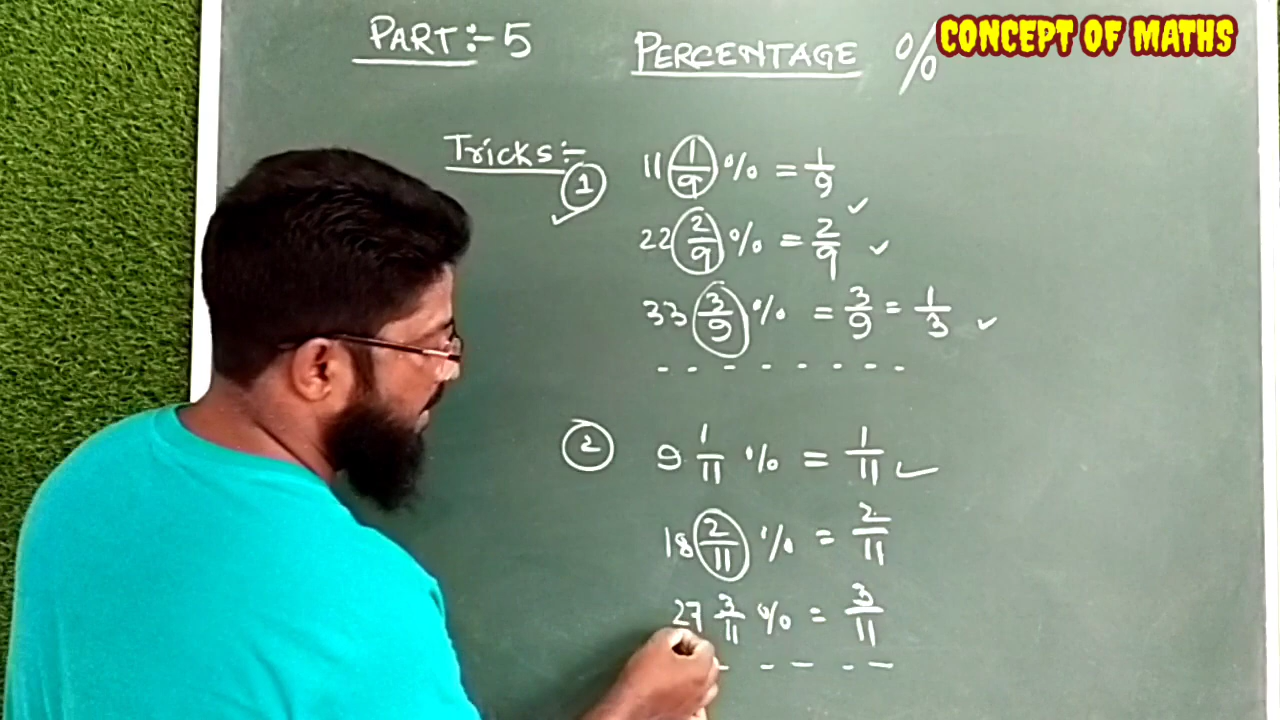 PART:-5
PERCENTAGE %
CONCEPT OF MATHS
Tricks:-
1 11 1/9 % = 1/9
22 2/9 % = 2/9
33 3/9 % = 3/9 = 1/3
2 9 1/11 % = 1/11
18 2/11 % = 2/11
27 3/11 % = 3/11